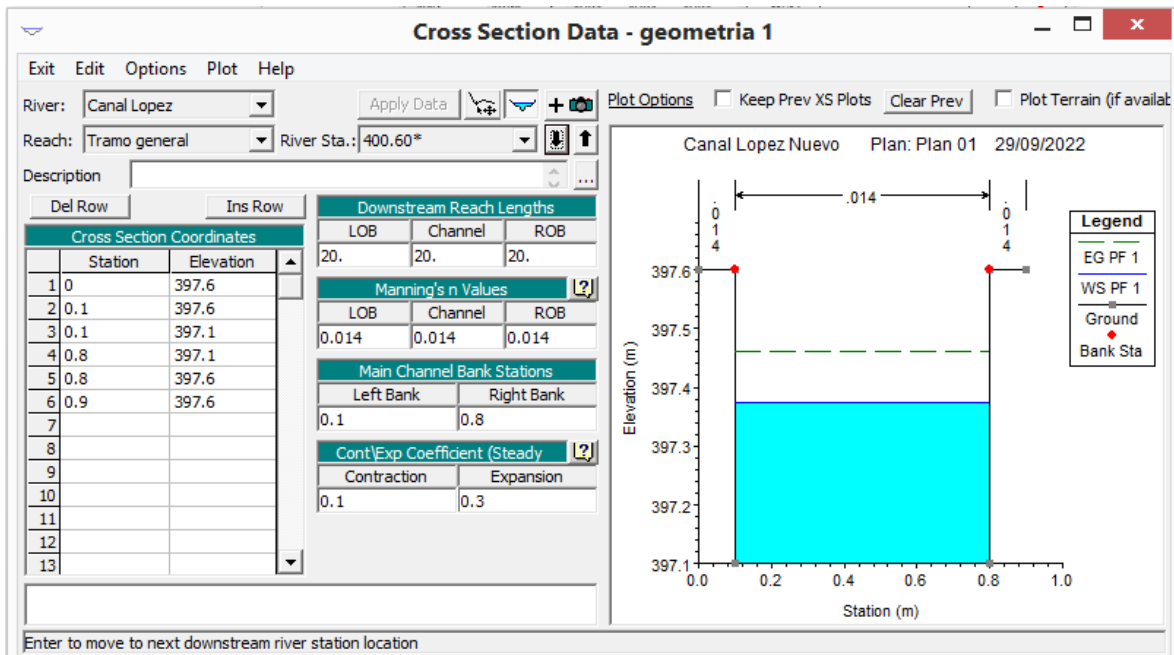 Cross Section Data - geometria 1
Exit Edit Options Plot Help
River: Canal Lopez Apply Data Plot Options Keep Prev XS Plots Clear Prev Plot Terrain (if availab
Reach: Tramo general River Sta.: 400.60*
Description ...
Del Row Ins Row
Cross Section Coordinates
Station Elevation
1 0 397.6
2 0.1 397.6
3 0.1 397.1
4 0.8 397.1
5 0.8 397.6
6 0.9 397.6
7
8
9
10
11
12
13
Downstream Reach Lengths
LOB Channel ROB
20. 20. 20.
Manning's n Values
LOB Channel ROB
0.014 0.014 0.014
Main Channel Bank Stations
Left Bank Right Bank
0.1 0.8
Cont\Exp Coefficient (Steady
Contraction Expansion
0.1 0.3
Canal Lopez Nuevo Plan: Plan 01 29/09/2022
.014 .014 .014
Legend
EG PF 1
WS PF 1
Ground
Bank Sta
397.6
397.5
397.4
397.3
397.2
397.1
Elevation (m)
0.0 0.2 0.4 0.6 0.8 1.0
Station (m)
Enter to move to next downstream river station location